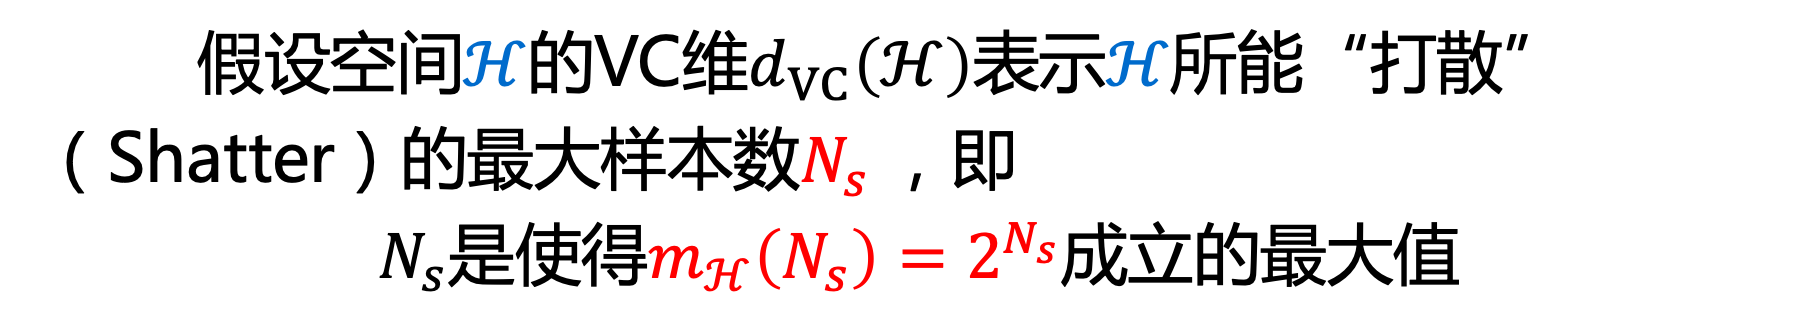 假设空间ℋ的VC维d_VC(ℋ)表示ℋ所能“打散”
（Shatter）的最大样本数N_s，即
N_s是使得m_ℋ(N_s) = 2^{N_s}成立的最大值